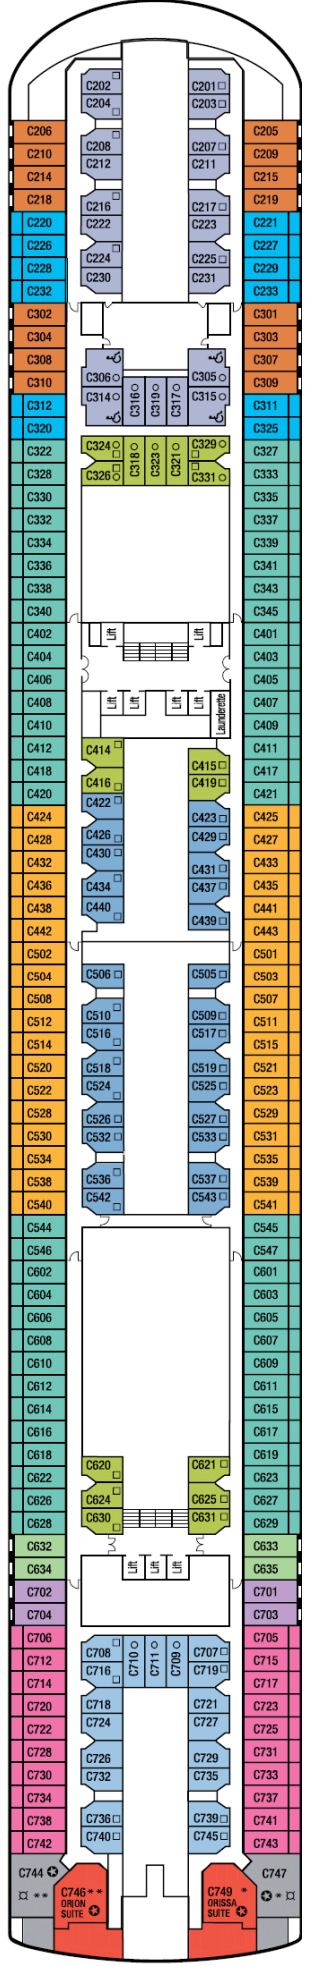 C202 □ C201 □
C204 C203 □
C206 C205
C208 C207 □
C210 C209
C212 C211
C214 C215
C216 C217 □
C218 C219
C222 C223
C220 C221
C226 C224 C225 □ C227
C228 C230 C231 C229
C232 C233
C302 C301
C304 C303
C308 C307
C306 ○ C305 ○
C310 C309
C314 ○ C316 ○ C319 ○ C317 ○ C315 ○
C312 C311
C320 C325
C322 C324 ○ C329 C327
C318 ○ C323 ○ C321 ○
C328 C326 ○ C331 ○ C333
C330 C335
C332 C337
C334 C339
C336 C341
C338 C343
C340 C345
C402 Lift Lift C401
C404 C403
C406 C405
C408 Lift Lift Lift Lift Launderette C407
C410 C409
C412 C414 C411
C418 C415 □ C417
C416 C419 □
C420 C421
C422
C424 C423 □ C425
C428 C426 C429 □ C427
C430
C432 C431 □ C433
C436 C434 C437 □ C435
C438 C440 C441
C439 □
C442 C443
C502 C501
C504 C506 □ C505 □ C503
C508 C507
C512 C510 C509 □ C511
C514 C516 C517 □ C515
C520 C518 C519 □ C521
C522 C524 C525 □ C523
C528 C526 □ C527 □ C529
C530 C532 □ C533 □ C531
C534 C535
C538 C536 C537 □ C539
C540 C542 C543 □ C541
C544 C545
C546 C547
C602 C601
C604 C603
C606 C605
C608 C607
C610 C609
C612 C611
C614 C615
C616 C617
C618 C619
C622 C620 C621 □ C623
C626 C624 C625 □ C627
C628 C630 C631 □ C629
C632 C633
C634 Lift Lift Lift C635
C702 C701
C704 C703
C706 C705
C712 C708 C710 ○ C711 ○ C709 ○ C707 □ C715
C714 C716 C719 □ C717
C720 C718 C721 C723
C722 C724 C727 C725
C728 C726 C729 C731
C730 C732 C735 C733
C734 C737
C738 C736 □ C739 □ C741
C742 C740 □ C745 □ C743
C744 ✪ C747
¤ * * ✪ * ¤
C746 * * C749 *
ORION ORISSA
SUITE ✪ SUITE ✪